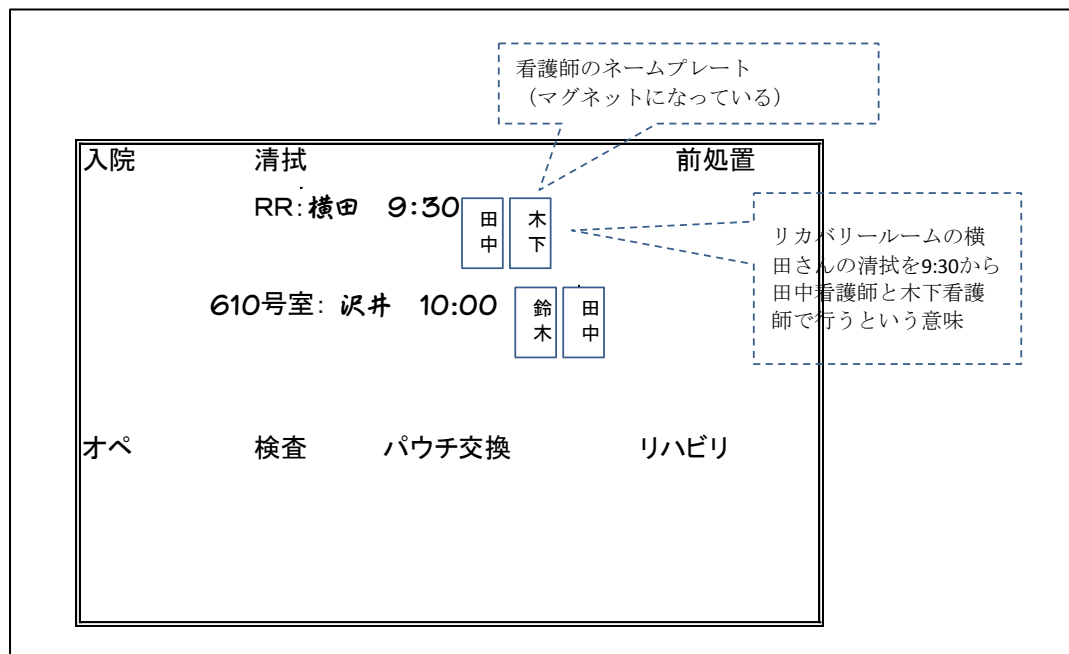 看護師のネームプレート
（マグネットになっている）
入院 清拭 前処置
RR:横田 9:30 田中 木下
リカバリールームの横
田さんの清拭を9:30から
田中看護師と木下看護
師で行うという意味
610号室: 沢井 10:00 鈴木 田中
オペ 検査 パウチ交換 リハビリ